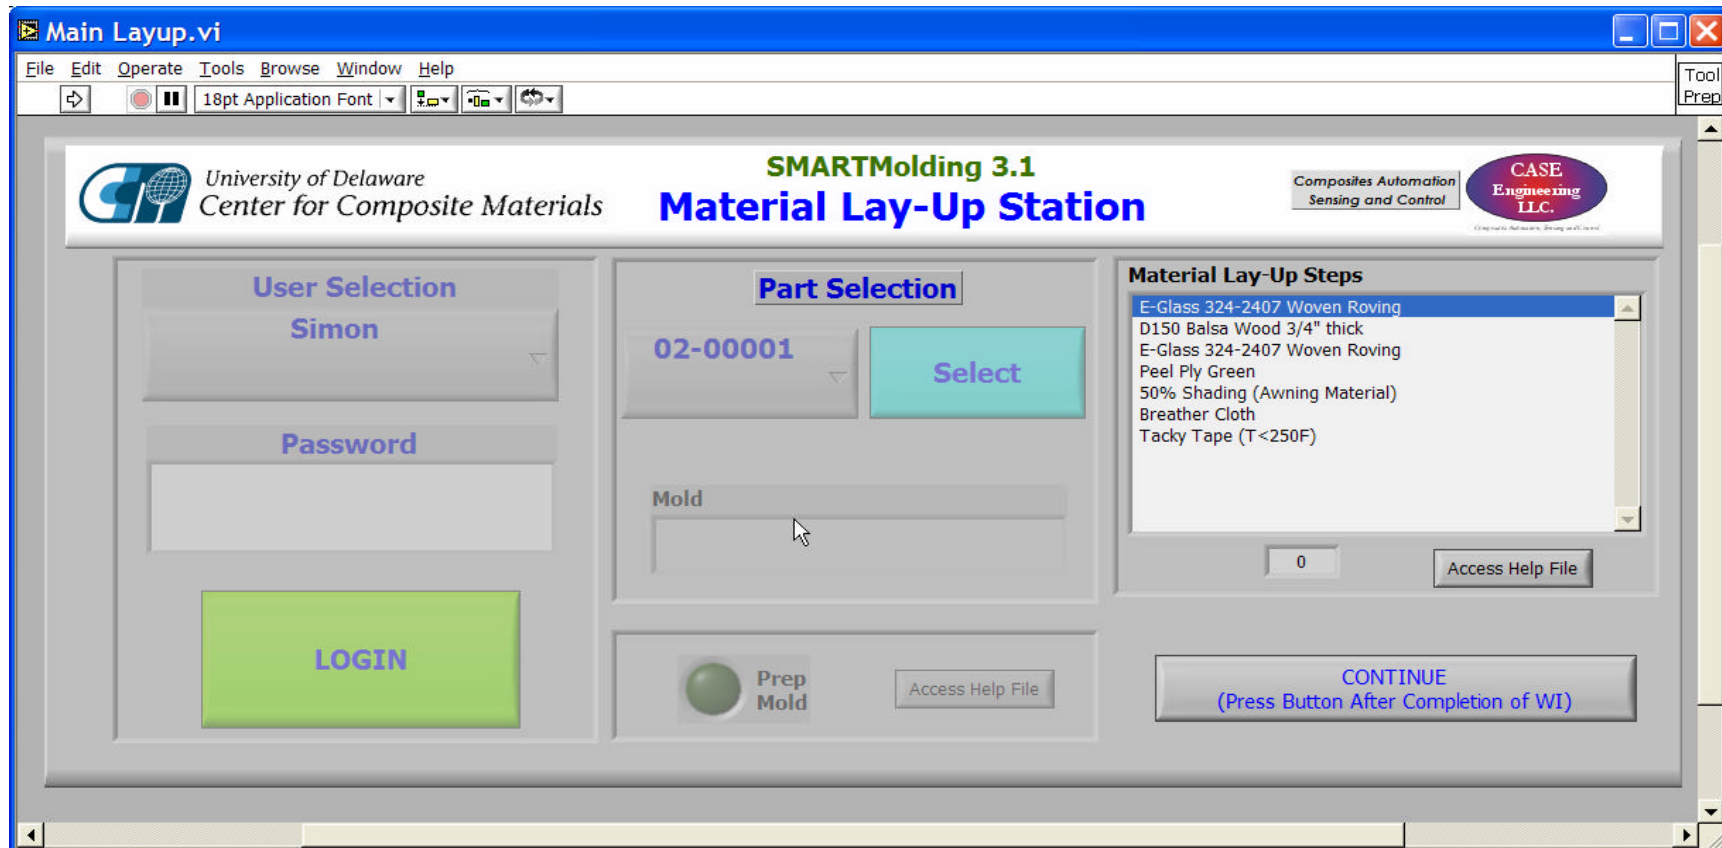 Main Layup.vi
File Edit Operate Tools Browse Window Help
18pt Application Font
Tool
Prep
University of Delaware
Center for Composite Materials
SMARTMolding 3.1
Material Lay-Up Station
Composites Automation
Sensing and Control
CASE
Engineering
LLC.
User Selection
Simon
Password
LOGIN
Part Selection
02-00001
Select
Mold
Prep
Mold
Access Help File
Material Lay-Up Steps
E-Glass 324-2407 Woven Roving
D150 Balsa Wood 3/4" thick
E-Glass 324-2407 Woven Roving
Peel Ply Green
50% Shading (Awning Material)
Breather Cloth
Tacky Tape (T<250F)
0
Access Help File
CONTINUE
(Press Button After Completion of WI)